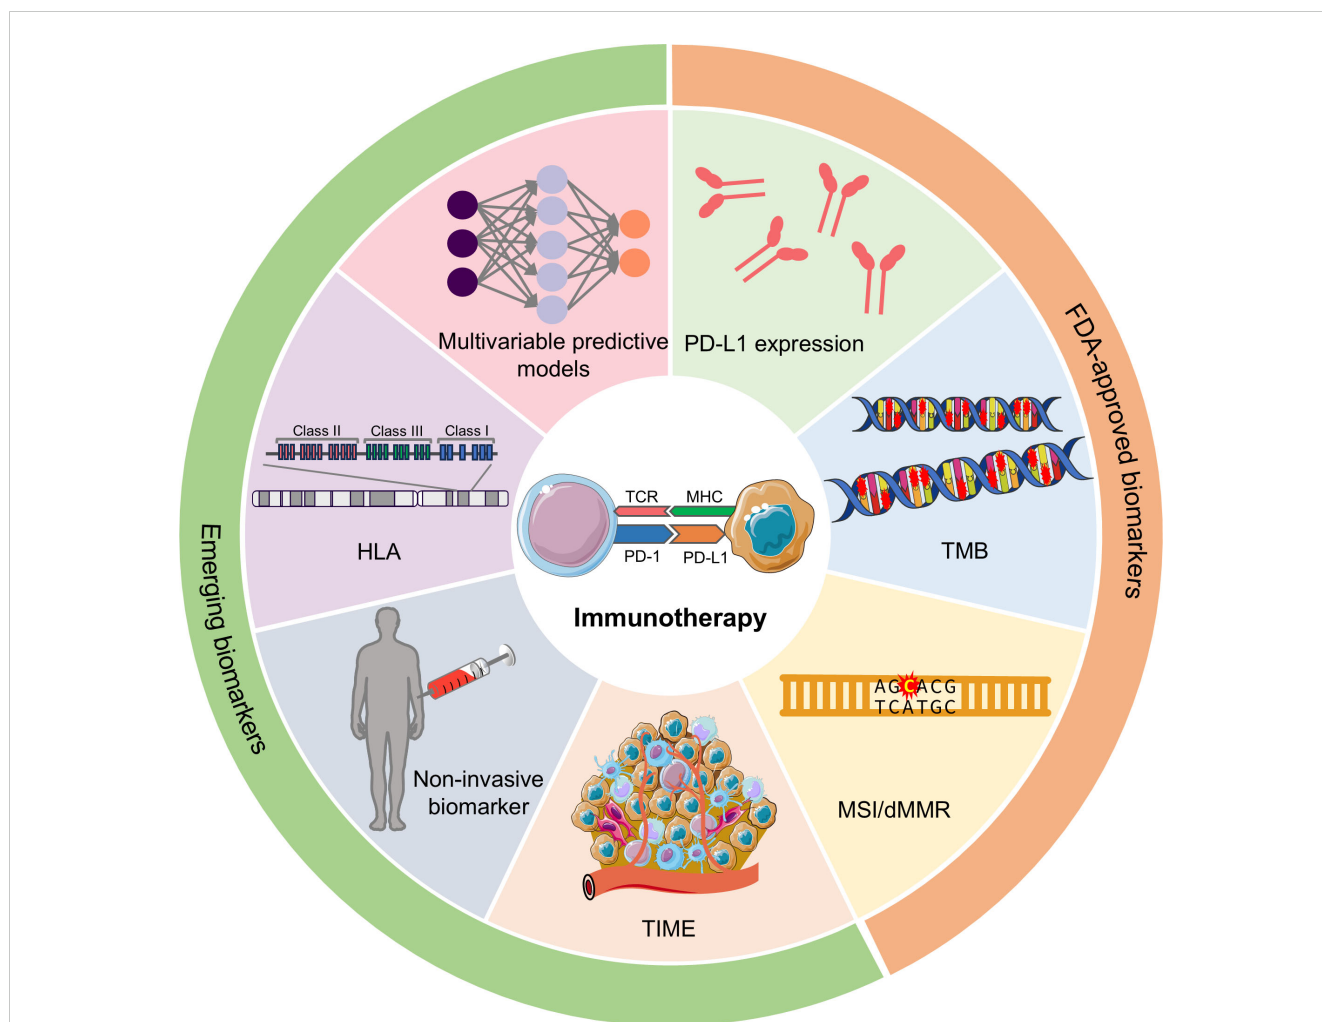 Multivariable predictive
models
PD-L1 expression
FDA-approved biomarkers
TMB
AGCACG
TCATGC
MSI/dMMR
TIME
Non-invasive
biomarker
Emerging biomarkers
Class II Class III Class I
HLA
TCR MHC
PD-1 PD-L1
Immunotherapy